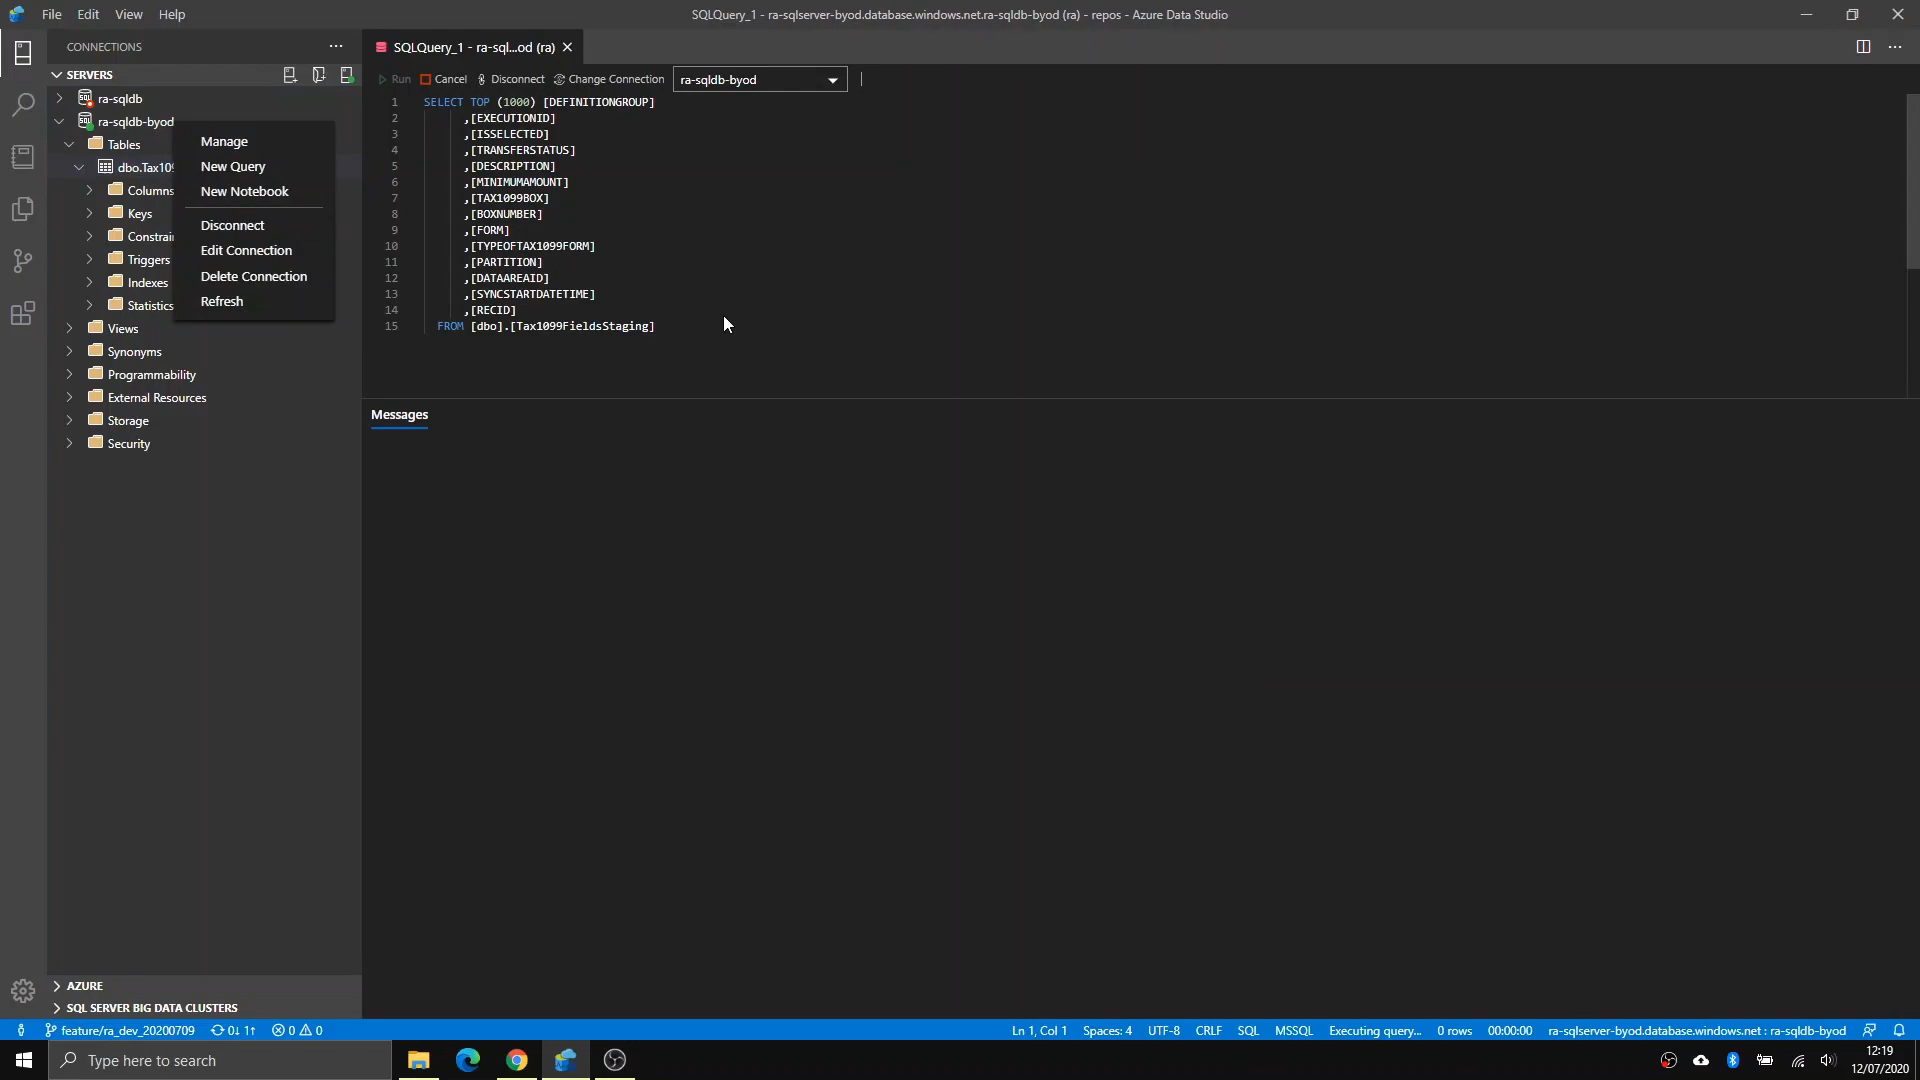 File Edit View Help
SQLQuery_1 - ra-sqlserver-byod.database.windows.net.ra-sqldb-byod (ra) - repos - Azure Data Studio
CONNECTIONS
SERVERS
ra-sqldb
ra-sqldb-byod
Tables
dbo.Tax109
Columns
Keys
Constrai
Triggers
Indexes
Statistics
Views
Synonyms
Programmability
External Resources
Storage
Security
Manage
New Query
New Notebook
Disconnect
Edit Connection
Delete Connection
Refresh
AZURE
SQL SERVER BIG DATA CLUSTERS
SQLQuery_1 - ra-sql...od (ra)
Run Cancel Disconnect Change Connection ra-sqldb-byod
1 SELECT TOP (1000) [DEFINITIONGROUP]
2 ,[EXECUTIONID]
3 ,[ISSELECTED]
4 ,[TRANSFERSTATUS]
5 ,[DESCRIPTION]
6 ,[MINIMUMAMOUNT]
7 ,[TAX1099BOX]
8 ,[BOXNUMBER]
9 ,[FORM]
10 ,[TYPEOFTAX1099FORM]
11 ,[PARTITION]
12 ,[DATAAREAID]
13 ,[SYNCSTARTDATETIME]
14 ,[RECID]
15 FROM [dbo].[Tax1099FieldsStaging]
Messages
feature/ra_dev_20200709 0↓ 1↑ 0 0 Ln 1, Col 1 Spaces: 4 UTF-8 CRLF SQL MSSQL Executing query... 0 rows 00:00:00 ra-sqlserver-byod.database.windows.net : ra-sqldb-byod
Type here to search
12:19
12/07/2020